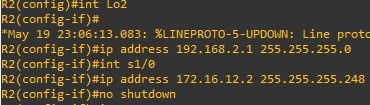 R2(config)#int Lo2
R2(config-if)#
*May 19 23:06:13.083: %LINEPROTO-5-UPDOWN: Line proto
R2(config-if)#ip address 192.168.2.1 255.255.255.0
R2(config-if)#int s1/0
R2(config-if)#ip address 172.16.12.2 255.255.255.248
R2(config-if)#no shutdown